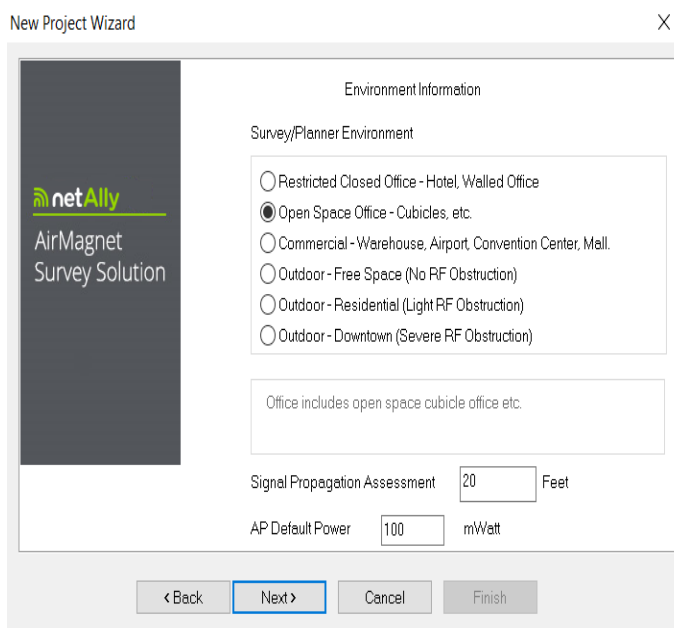 New Project Wizard
X
netAlly
AirMagnet
Survey Solution
Environment Information
Survey/Planner Environment
Restricted Closed Office - Hotel, Walled Office
Open Space Office - Cubicles, etc.
Commercial - Warehouse, Airport, Convention Center, Mall.
Outdoor - Free Space (No RF Obstruction)
Outdoor - Residential (Light RF Obstruction)
Outdoor - Downtown (Severe RF Obstruction)
Office includes open space cubicle office etc.
Signal Propagation Assessment 20 Feet
AP Default Power 100 mWatt
< Back Next > Cancel Finish